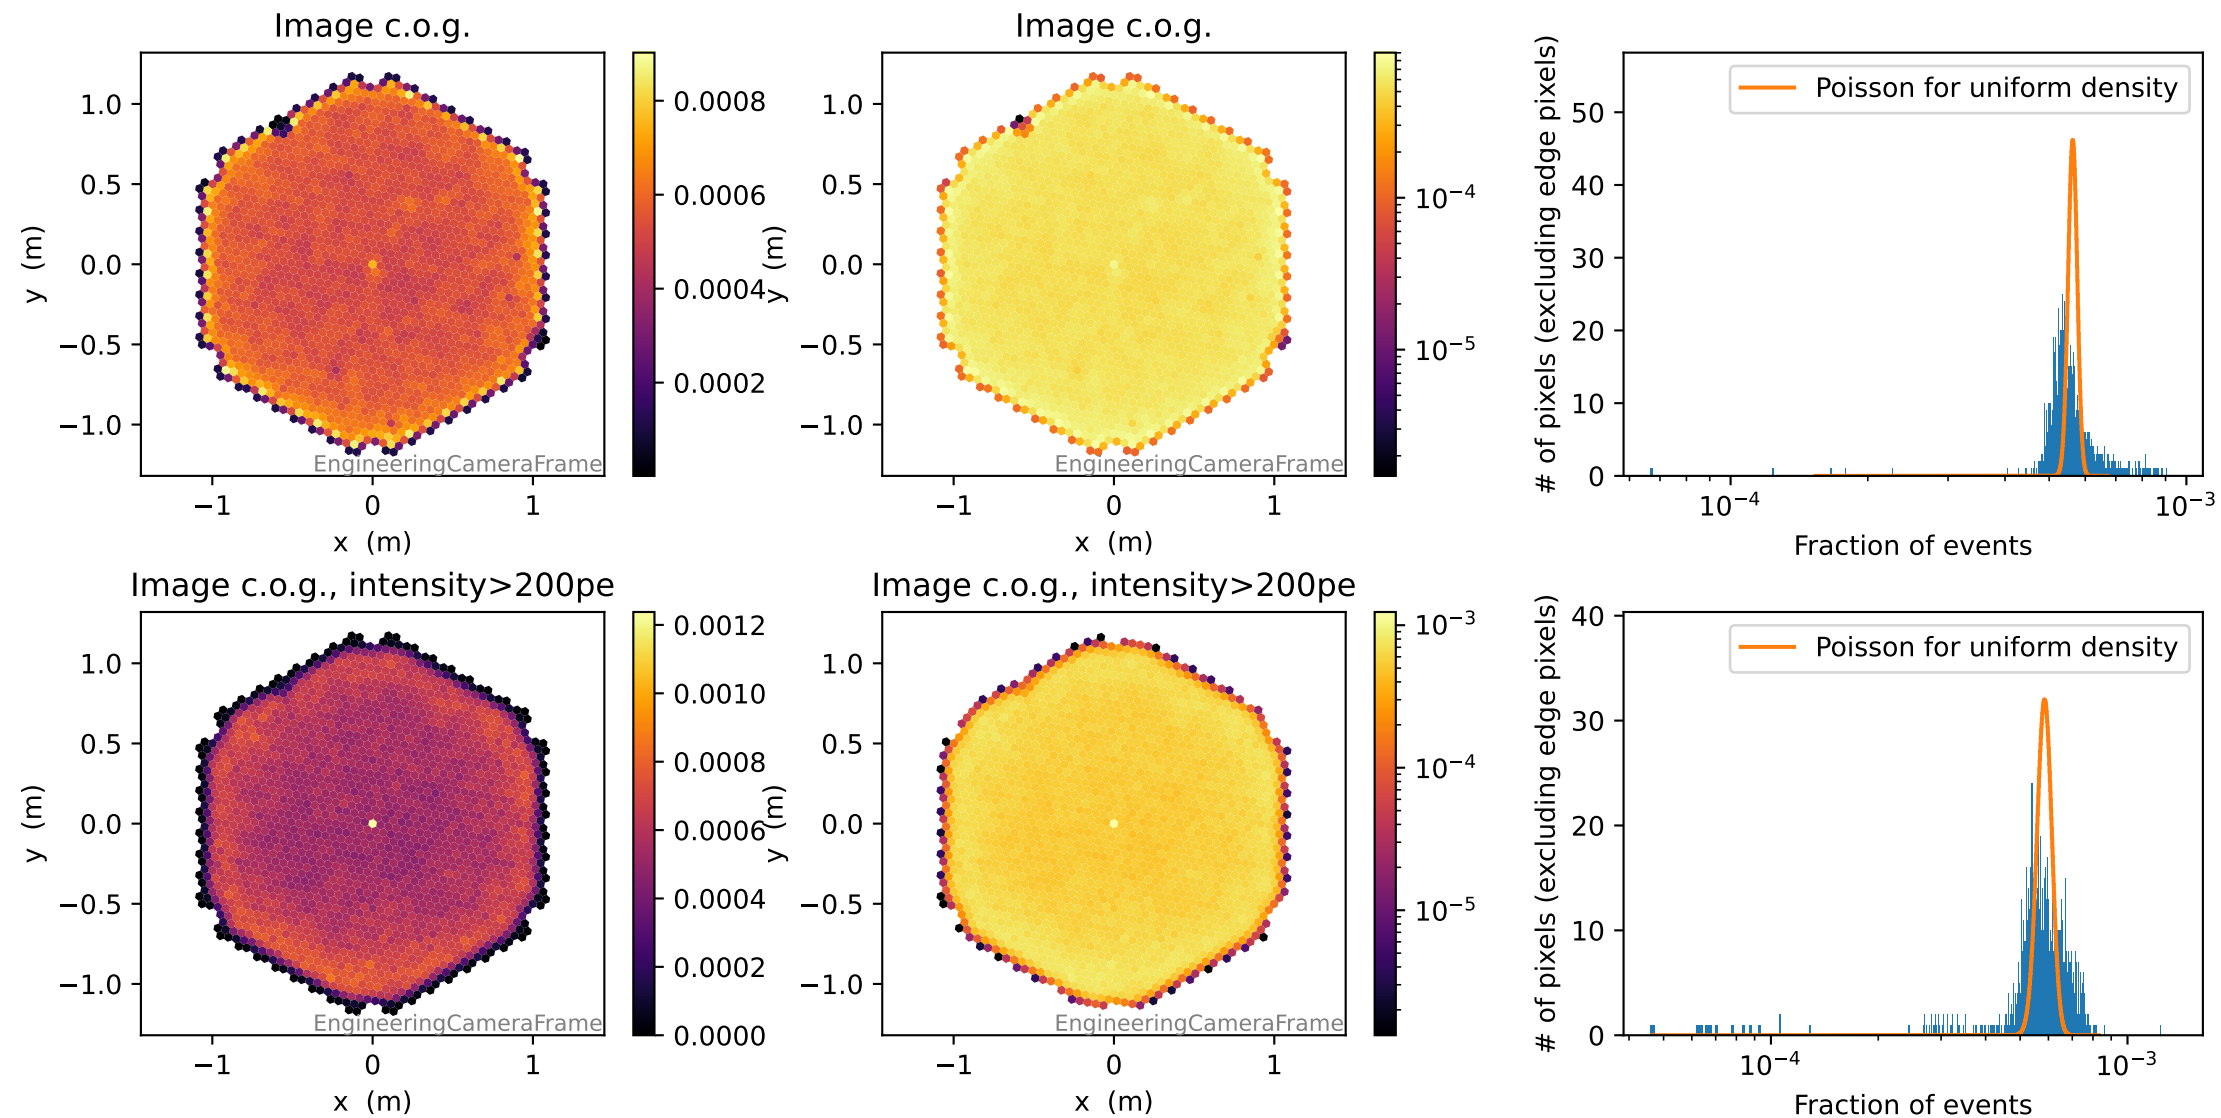 Image c.o.g.
1.0
0.5
0.0
−0.5
−1.0
y (m)
−1
0
1
x (m)
EngineeringCameraFrame
0.0008
0.0006
0.0004
0.0002
Image c.o.g.
1.0
0.5
0.0
−0.5
−1.0
y (m)
−1
0
1
x (m)
EngineeringCameraFrame
10⁻⁴
10⁻⁵
# of pixels (excluding edge pixels)
50
40
30
20
10
0
Poisson for uniform density
10⁻⁴
10⁻³
Fraction of events
Image c.o.g., intensity>200pe
1.0
0.5
0.0
−0.5
−1.0
y (m)
−1
0
1
x (m)
EngineeringCameraFrame
0.0012
0.0010
0.0008
0.0006
0.0004
0.0002
0.0000
Image c.o.g., intensity>200pe
1.0
0.5
0.0
−0.5
−1.0
y (m)
−1
0
1
x (m)
EngineeringCameraFrame
10⁻³
10⁻⁴
10⁻⁵
# of pixels (excluding edge pixels)
40
30
20
10
0
Poisson for uniform density
10⁻⁴
10⁻³
Fraction of events